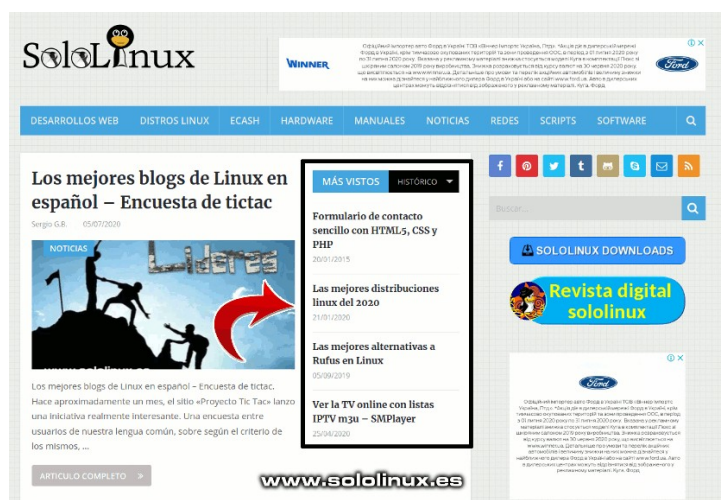 SoloLinux
WINNER
Ford
DESARROLLOS WEB DISTROS LINUX ECASH HARDWARE MANUALES NOTICIAS REDES SCRIPTS SOFTWARE
Los mejores blogs de Linux en
español – Encuesta de tictac
Sergio G.B. 05/07/2020
NOTICIAS
Líderes
www.sololinux.es
Los mejores blogs de Linux en español – Encuesta de tictac.
Hace aproximadamente un mes, el sitio «Proyecto Tic Tac» lanzo
una iniciativa realmente interesante. Una encuesta entre
usuarios de nuestra lengua común, sobre según el criterio de
los mismos, ...
ARTICULO COMPLETO >
MÁS VISTOS HISTÓRICO
Formulario de contacto
sencillo con HTML5, CSS y
PHP
20/01/2015
Las mejores distribuciones
linux del 2020
21/01/2020
Las mejores alternativas a
Rufus en Linux
05/09/2019
Ver la TV online con listas
IPTV m3u – SMPlayer
25/04/2020
Buscar...
SOLOLINUX DOWNLOADS
Revista digital
sololinux
Ford
www.sololinux.es